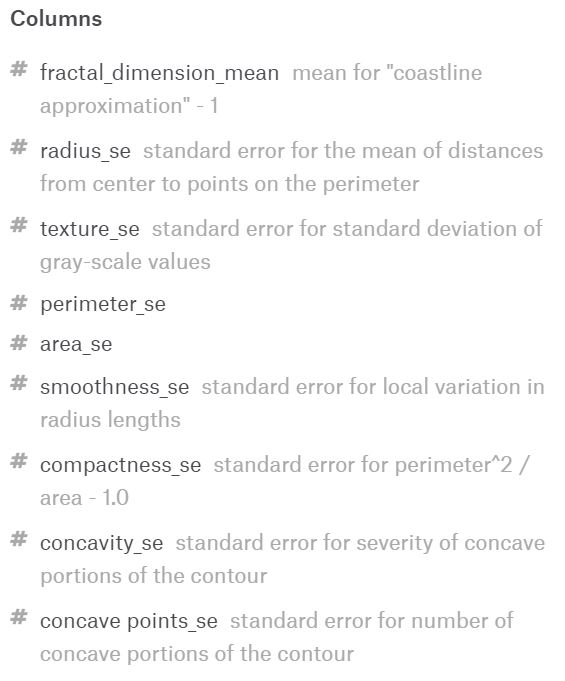 Columns
# fractal_dimension_mean mean for "coastline
approximation" - 1
# radius_se standard error for the mean of distances
from center to points on the perimeter
# texture_se standard error for standard deviation of
gray-scale values
# perimeter_se
# area_se
# smoothness_se standard error for local variation in
radius lengths
# compactness_se standard error for perimeter^2 /
area - 1.0
# concavity_se standard error for severity of concave
portions of the contour
# concave points_se standard error for number of
concave portions of the contour